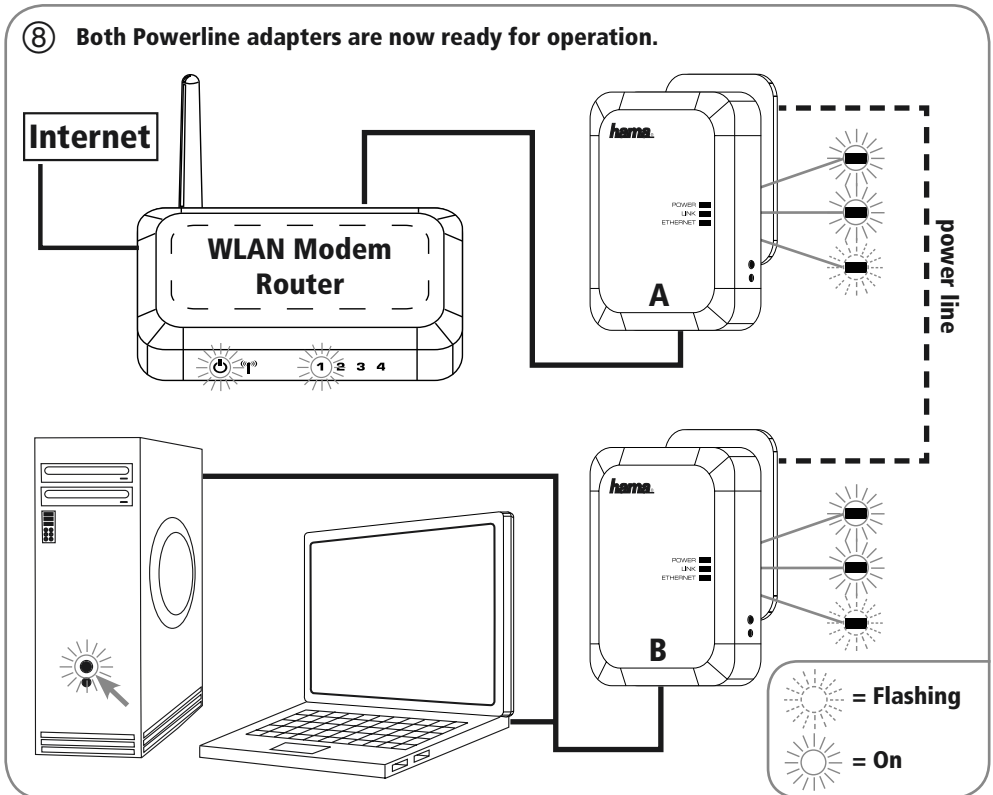 ⑧ Both Powerline adapters are now ready for operation.
Internet
WLAN Modem
Router
1 2 3 4
hama
POWER
LINK
ETHERNET
A
power line
hama
POWER
LINK
ETHERNET
B
= Flashing
= On